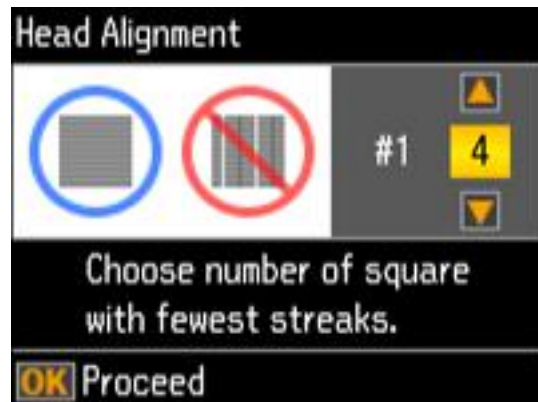 Head Alignment
#1 4
Choose number of square
with fewest streaks.
OK Proceed